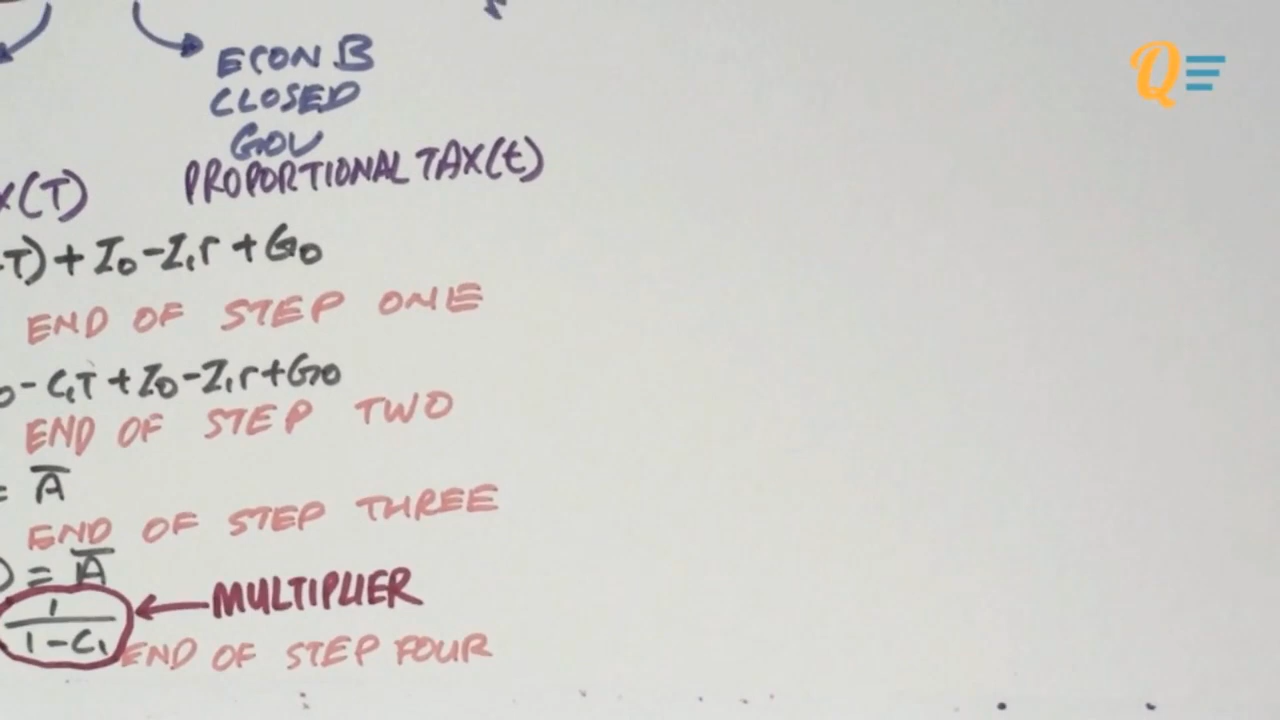 ECON B
CLOSED
GOV
X(T) PROPORTIONAL TAX(t)
-T) + I₀ - I₁r + G₀
END OF STEP ONE
₀ - C₁T + I₀ - I₁r + G₀
END OF STEP TWO
= A̅
END OF STEP THREE
) = A̅
1/(1-C₁) ← MULTIPLIER
END OF STEP FOUR
Q